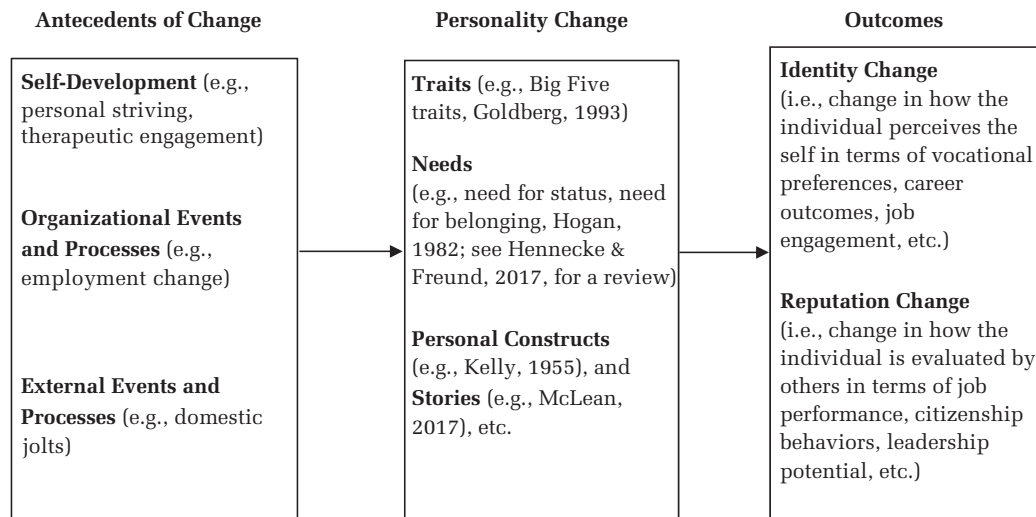 Antecedents of Change
Personality Change
Outcomes
Self-Development (e.g.,
personal striving,
therapeutic engagement)
Organizational Events
and Processes (e.g.,
employment change)
External Events and
Processes (e.g., domestic
jolts)
Traits (e.g., Big Five
traits, Goldberg, 1993)
Needs
(e.g., need for status, need
for belonging, Hogan,
1982; see Hennecke &
Freund, 2017, for a review)
Personal Constructs
(e.g., Kelly, 1955), and
Stories (e.g., McLean,
2017), etc.
Identity Change
(i.e., change in how the
individual perceives the
self in terms of vocational
preferences, career
outcomes, job
engagement, etc.)
Reputation Change
(i.e., change in how the
individual is evaluated by
others in terms of job
performance, citizenship
behaviors, leadership
potential, etc.)